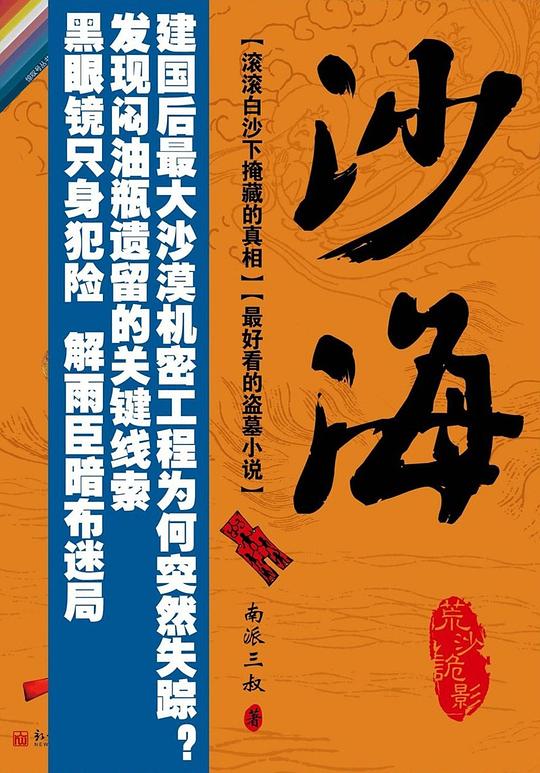 沙海
【滚滚白沙下掩藏的真相】【最好看的盗墓小说】
南派三叔 著
荒沙
詭影
建国后最大沙漠机密工程为何突然失踪？
发现闷油瓶遗留的关键线索
黑眼镜只身犯险 解雨臣暗布迷局
NEW